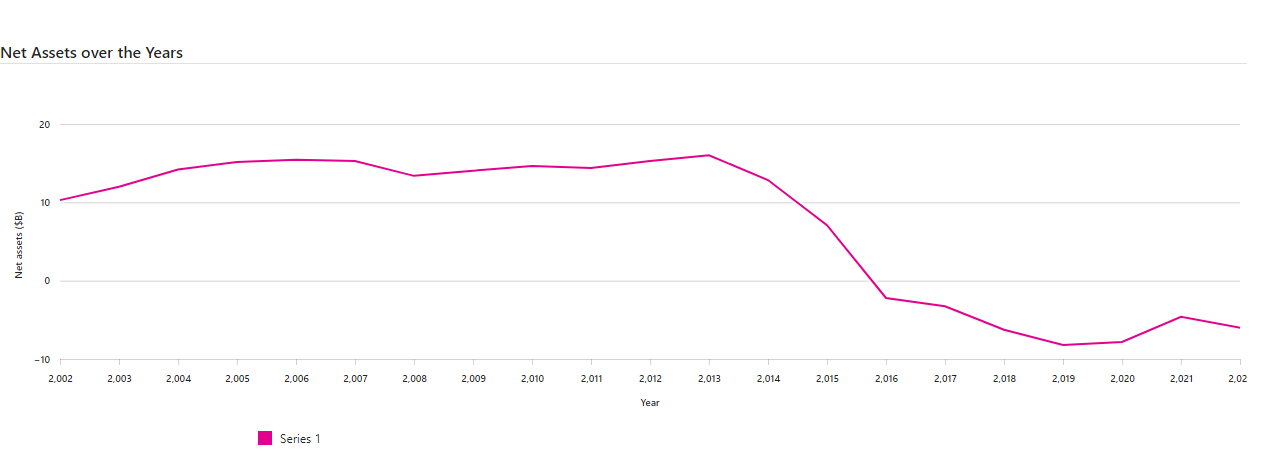 Net Assets over the Years
20
10
0
−10
Net assets ($B)
2,002 2,003 2,004 2,005 2,006 2,007 2,008 2,009 2,010 2,011 2,012 2,013 2,014 2,015 2,016 2,017 2,018 2,019 2,020 2,021 2,02
Year
Series 1